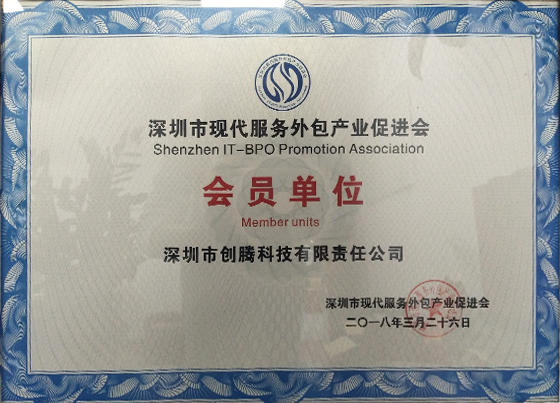 深圳市现代服务外包产业促进会
Shenzhen IT-BPO Promotion Association
会员单位
Member units
深圳市创腾科技有限责任公司
深圳市现代服务外包产业促进会
二〇一八年三月二十六日